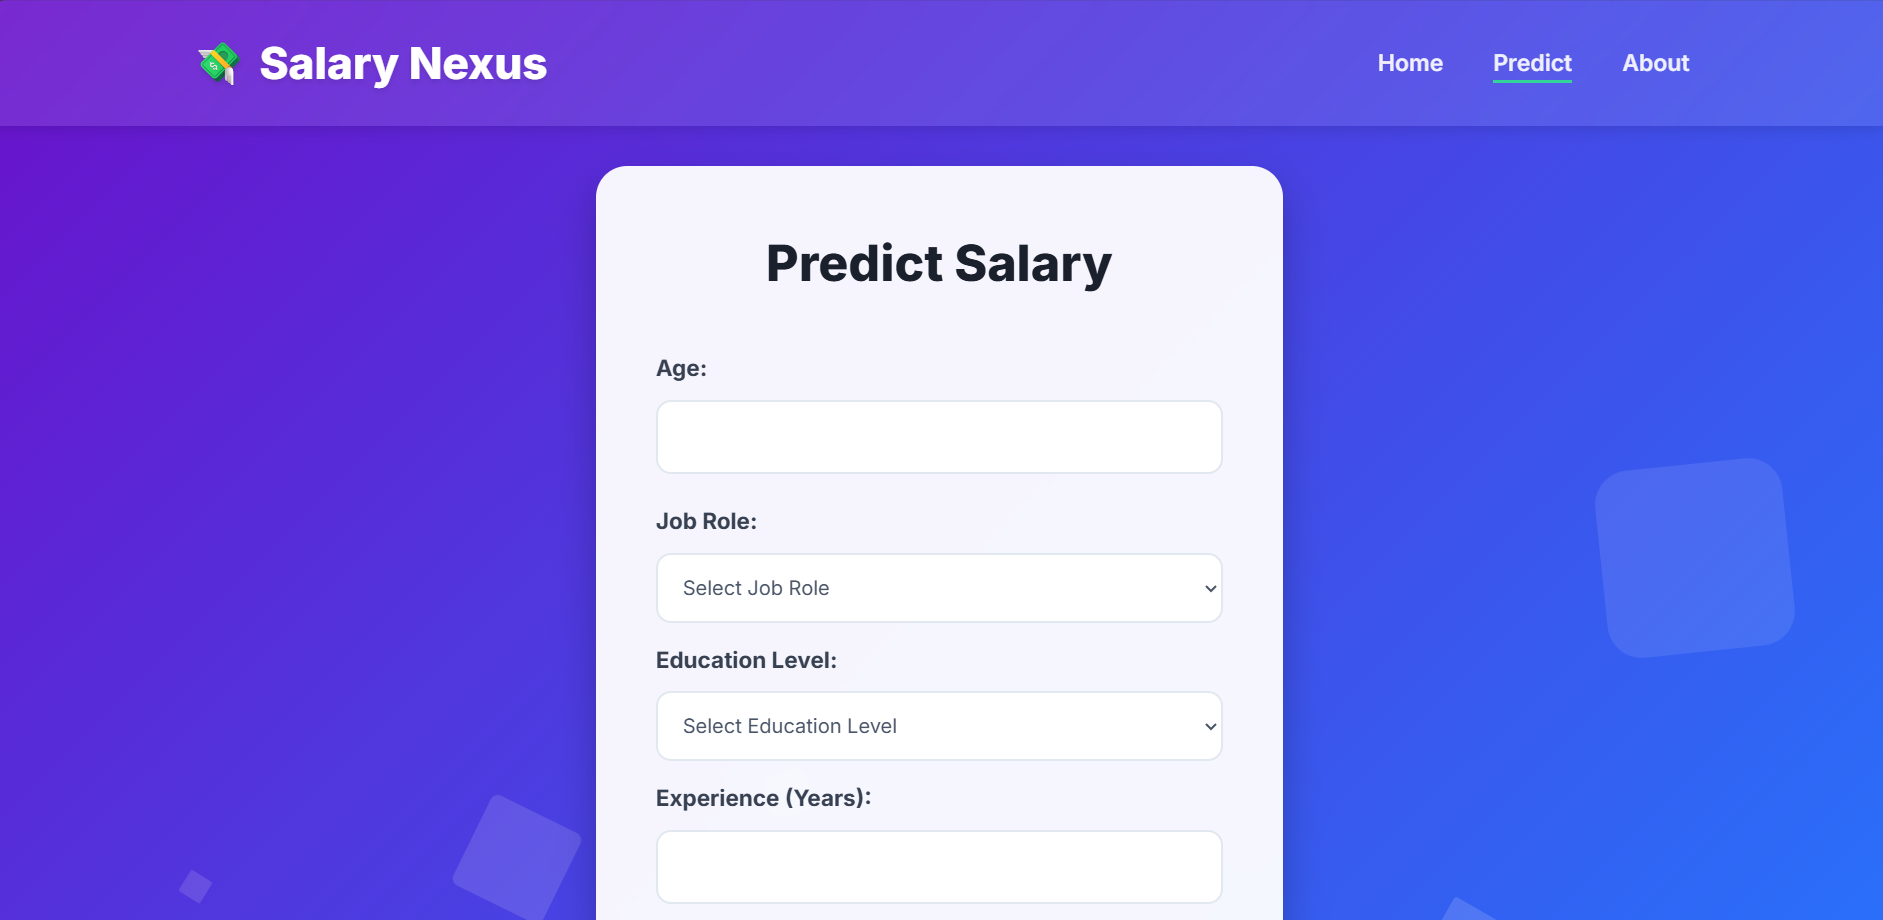 Salary Nexus
Home Predict About
Predict Salary
Age:
Job Role:
Select Job Role
Education Level:
Select Education Level
Experience (Years):